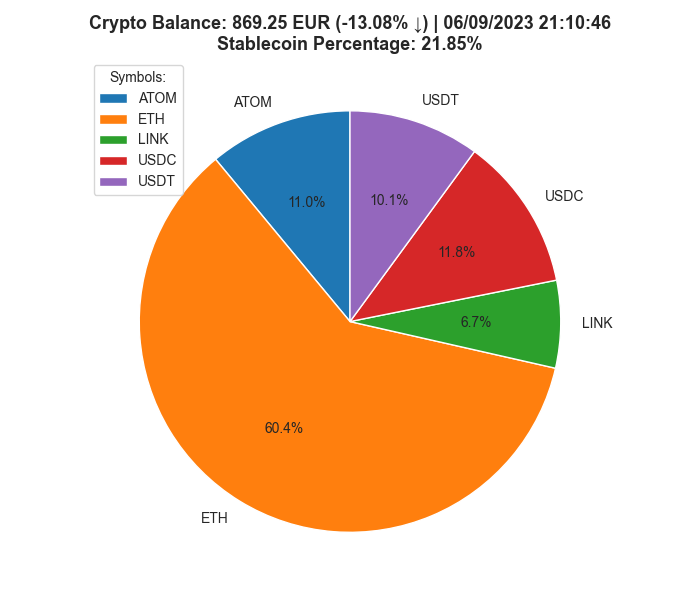 Crypto Balance: 869.25 EUR (-13.08% ↓) | 06/09/2023 21:10:46
Stablecoin Percentage: 21.85%
Symbols:
ATOM
ETH
LINK
USDC
USDT
ATOM
USDT
USDC
LINK
ETH
11.0%
10.1%
11.8%
6.7%
60.4%